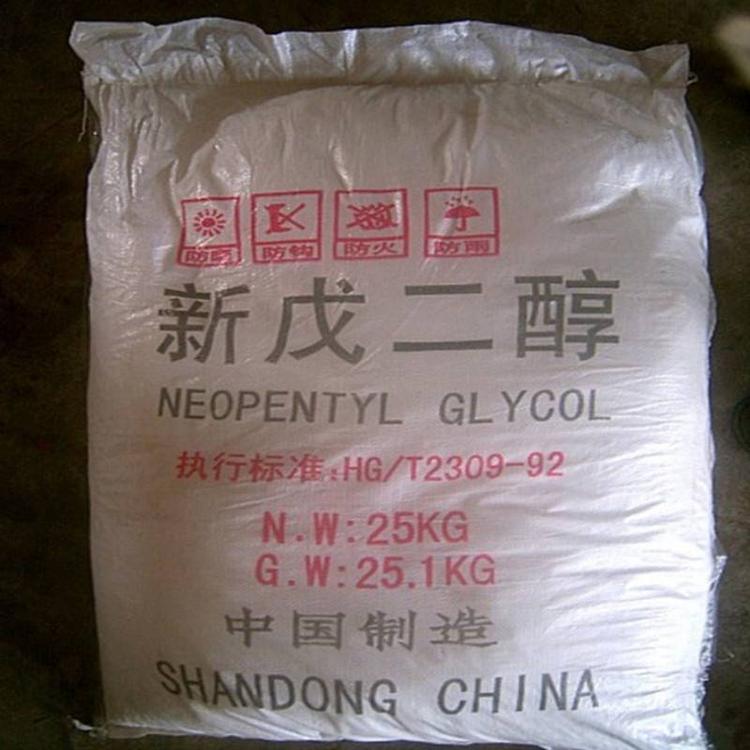 防晒 防钩 防火 防雨
新戊二醇
NEOPENTYL GLYCOL
执行标准:HG/T2309-92
N.W:25KG
G.W:25.1KG
中国制造
SHANDONG CHINA